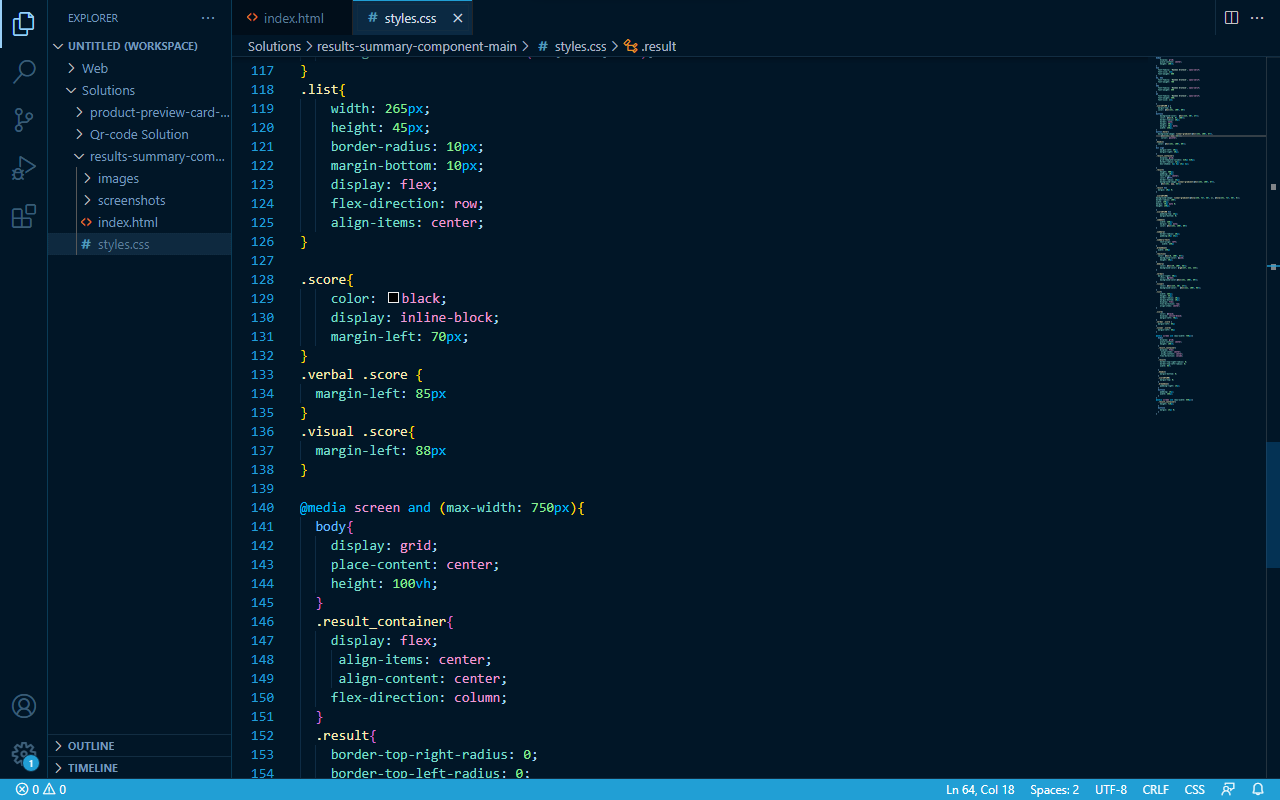 EXPLORER
UNTITLED (WORKSPACE)
Web
Solutions
product-preview-card-...
Qr-code Solution
results-summary-com...
images
screenshots
index.html
# styles.css
OUTLINE
TIMELINE
index.html
# styles.css
Solutions > results-summary-component-main > # styles.css > .result
117 }
118 .list{
119 width: 265px;
120 height: 45px;
121 border-radius: 10px;
122 margin-bottom: 10px;
123 display: flex;
124 flex-direction: row;
125 align-items: center;
126 }
127
128 .score{
129 color: black;
130 display: inline-block;
131 margin-left: 70px;
132 }
133 .verbal .score {
134 margin-left: 85px
135 }
136 .visual .score{
137 margin-left: 88px
138 }
139
140 @media screen and (max-width: 750px){
141 body{
142 display: grid;
143 place-content: center;
144 height: 100vh;
145 }
146 .result_container{
147 display: flex;
148 align-items: center;
149 align-content: center;
150 flex-direction: column;
151 }
152 .result{
153 border-top-right-radius: 0;
154 border-top-left-radius: 0;
1
0 0
Ln 64, Col 18 Spaces: 2 UTF-8 CRLF CSS